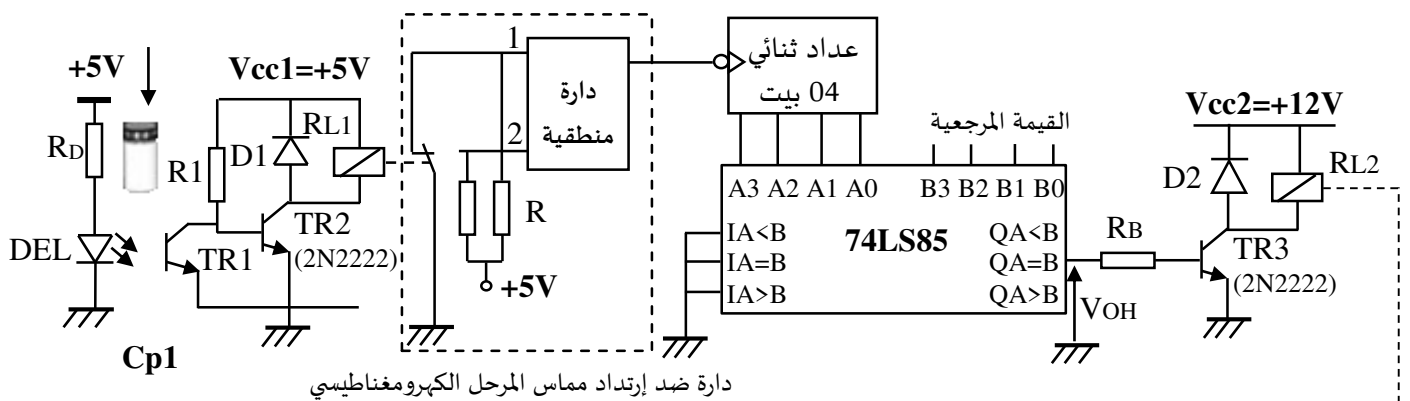 +5V
RD
DEL
Cp1
R1
TR1
Vcc1=+5V
D1
RL1
TR2
(2N2222)
1
2
دارة
منطقية
R
+5V
دارة ضد إرتداد مماس المرحل الكهرومغناطيسي
عداد ثنائي
04 بيت
القيمة المرجعية
A3 A2 A1 A0 B3 B2 B1 B0
IA<B QA<B
74LS85
IA=B QA=B
IA>B QA>B
VOH
RB
Vcc2=+12V
D2
RL2
TR3
(2N2222)